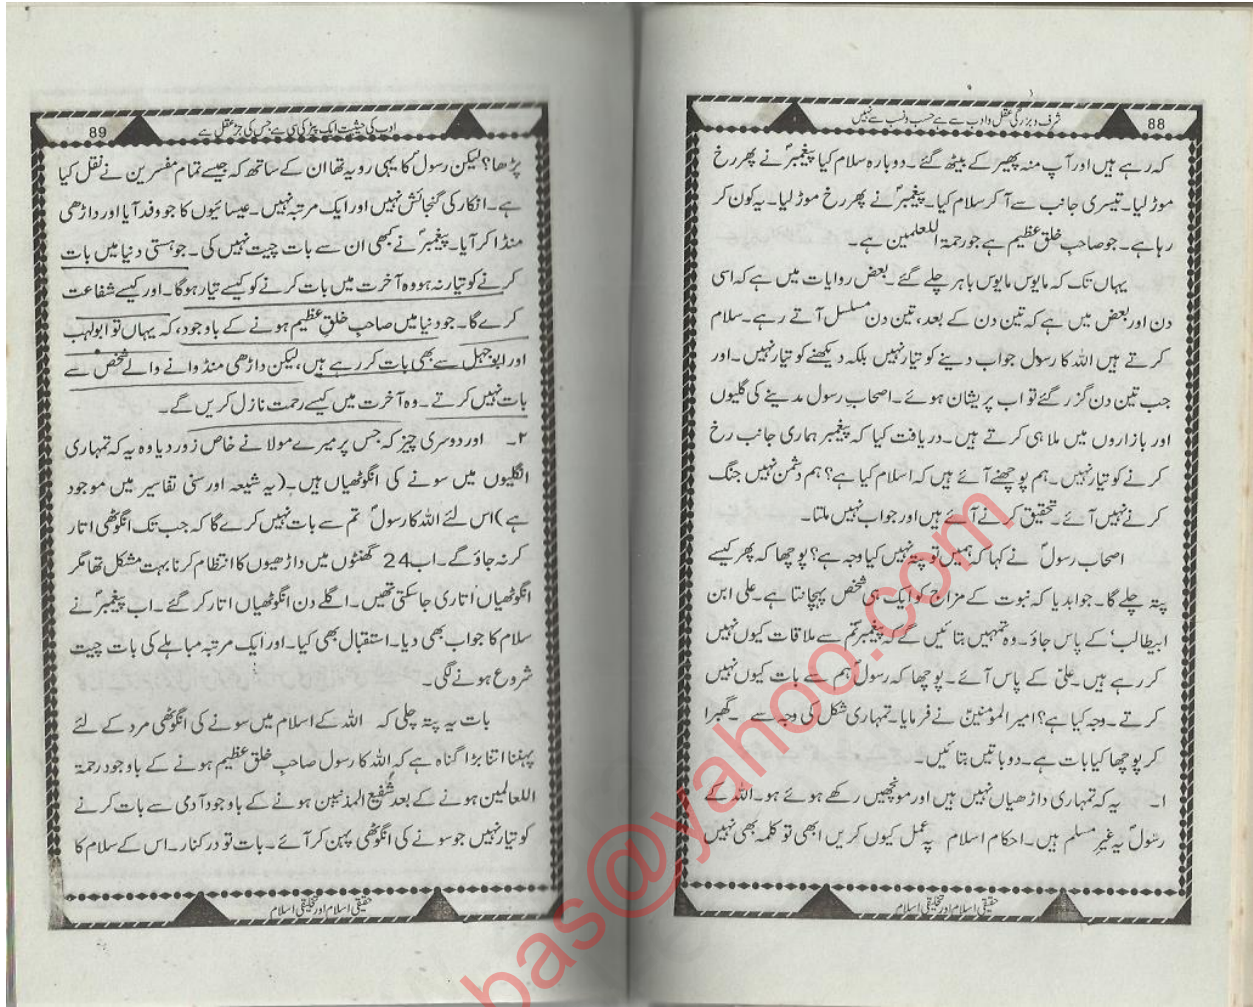 شرف و بزرگی عقل و ادب سے ہے حسب و نسب سے نہیں
88
کہ رہے ہیں اور آپ منہ پھیر کے بیٹھ گئے۔ دوبارہ سلام کیا پیغمبرؐ نے پھر رخ
موڑ لیا۔ تیسری جانب سے آ کر سلام کیا۔ پیغمبرؐ نے پھر رخ موڑ لیا۔ یہ کون کر
رہا ہے۔ جو صاحبِ خلق عظیم ہے جو رحمۃ اللعلمین ہے۔
یہاں تک کہ مایوس مایوس باہر چلے گئے۔ بعض روایات میں ہے کہ اسی
دن اور بعض میں ہے کہ تین دن کے بعد، تین دن مسلسل آتے رہے۔ سلام
کرتے ہیں اللہ کا رسول جواب دینے کو تیار نہیں بلکہ دیکھنے کو تیار نہیں۔ اور
جب تین دن گزر گئے تو اب پریشان ہوئے۔ اصحابِ رسول مدینے کی گلیوں
اور بازاروں میں ملا ہی کرتے ہیں۔ دریافت کیا کہ پیغمبر ہماری جانب رخ
کرنے کو تیار نہیں۔ ہم پوچھنے آئے ہیں کہ اسلام کیا ہے؟ ہم دشمن نہیں جنگ
کرنے نہیں آئے۔ تحقیق کرنے آئے ہیں اور جواب نہیں ملتا۔
اصحاب رسولؐ نے کہا کہ ہمیں تو پتہ نہیں کیا وجہ ہے؟ پوچھا کہ پھر کیسے
پتہ چلے گا۔ جوابدیا کہ نبوت کے مزاج کو ایک ہی شخص پہچانتا ہے۔ علی ابن
ابیطالبؑ کے پاس جاؤ۔ وہ تمہیں بتائیں گے کہ پیغمبرؐ تم سے ملاقات کیوں نہیں
کر رہے ہیں۔ علیؑ کے پاس آئے۔ پوچھا کہ رسولؐ ہم سے بات کیوں نہیں
کرتے۔ وجہ کیا ہے؟ امیر المؤمنینؑ نے فرمایا۔ تمہاری شکل کی وجہ سے ۔ گھبرا
کر پوچھا کیا بات ہے۔ دو باتیں بتائیں۔
۱۔ یہ کہ تمہاری داڑھیاں نہیں ہیں اور مونچھیں رکھے ہوئے ہو۔ اللہ کے
رسولؐ یہ غیر مسلم ہیں۔ احکام اسلام پہ عمل کیوں کریں ابھی تو کلمہ بھی نہیں
حقیقی اسلام اور تخلیقی اسلام
ادب کی حیثیت ایک پیڑ کی سی ہے جس کی جڑ عقل ہے
89
پڑھا؟ لیکن رسولؐ کا یہی رویہ تھا ان کے ساتھ کہ جیسے تمام مفسرین نے نقل کیا
ہے۔ انکار کی گنجائش نہیں اور ایک مرتبہ نہیں۔ عیسائیوں کا جو وفد آیا اور داڑھی
منڈا کر آیا۔ پیغمبرؐ نے کبھی ان سے بات چیت نہیں کی۔ جو ہستی دنیا میں بات
کرنے کو تیار نہ ہو وہ آخرت میں بات کرنے کو کیسے تیار ہوگا۔ اور کیسے شفاعت
کرے گا۔ جو دنیا میں صاحبِ خلقِ عظیم ہونے کے باوجود، کہ یہاں تو ابولہب
اور ابوجہل سے بھی بات کر رہے ہیں، لیکن داڑھی منڈوانے والے شخص سے
بات نہیں کرتے۔ وہ آخرت میں کیسے رحمت نازل کریں گے۔
۲۔ اور دوسری چیز کہ جس پر میرے مولا نے خاص زور دیا وہ یہ کہ تمہاری
انگلیوں میں سونے کی انگوٹھیاں ہیں۔ (یہ شیعہ اور سنی تفاسیر میں موجود
ہے) اس لئے اللہ کا رسولؐ تم سے بات نہیں کرے گا کہ جب تک انگوٹھی اتار
کر نہ جاؤ گے۔ اب 24 گھنٹوں میں داڑھیوں کا انتظام کرنا بہت مشکل تھا مگر
انگوٹھیاں اتاری جا سکتی تھیں۔ اگلے دن انگوٹھیاں اتار کر گئے۔ اب پیغمبرؐ نے
سلام کا جواب بھی دیا۔ استقبال بھی کیا۔ اور ایک مرتبہ مباہلے کی بات چیت
شروع ہونے لگی۔
بات یہ پتہ چلی کہ اللہ کے اسلام میں سونے کی انگوٹھی مرد کے لئے
پہننا اتنا بڑا گناہ ہے کہ اللہ کا رسول صاحبِ خلق عظیم ہونے کے باوجود رحمۃ
اللعالمین ہونے کے بعد شفیع المذنبین ہونے کے باوجود آدمی سے بات کرنے
کو تیار نہیں جو سونے کی انگوٹھی پہن کر آئے۔ بات تو درکنار۔ اس کے سلام کا
حقیقی اسلام اور تخلیقی اسلام
bas@yahoo.com